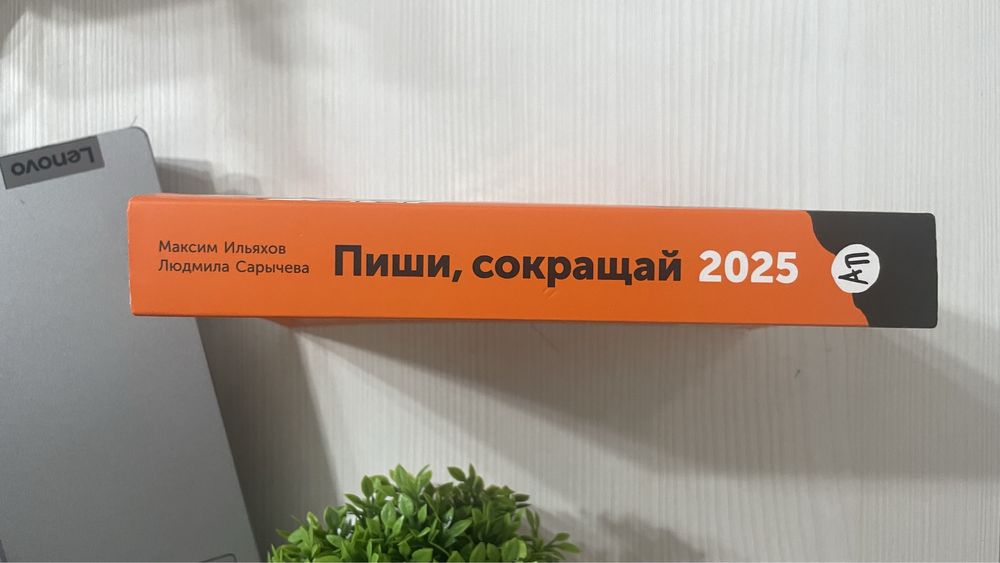 Lenovo
Максим Ильяхов
Людмила Сарычева
Пиши, сокращай 2025
АП